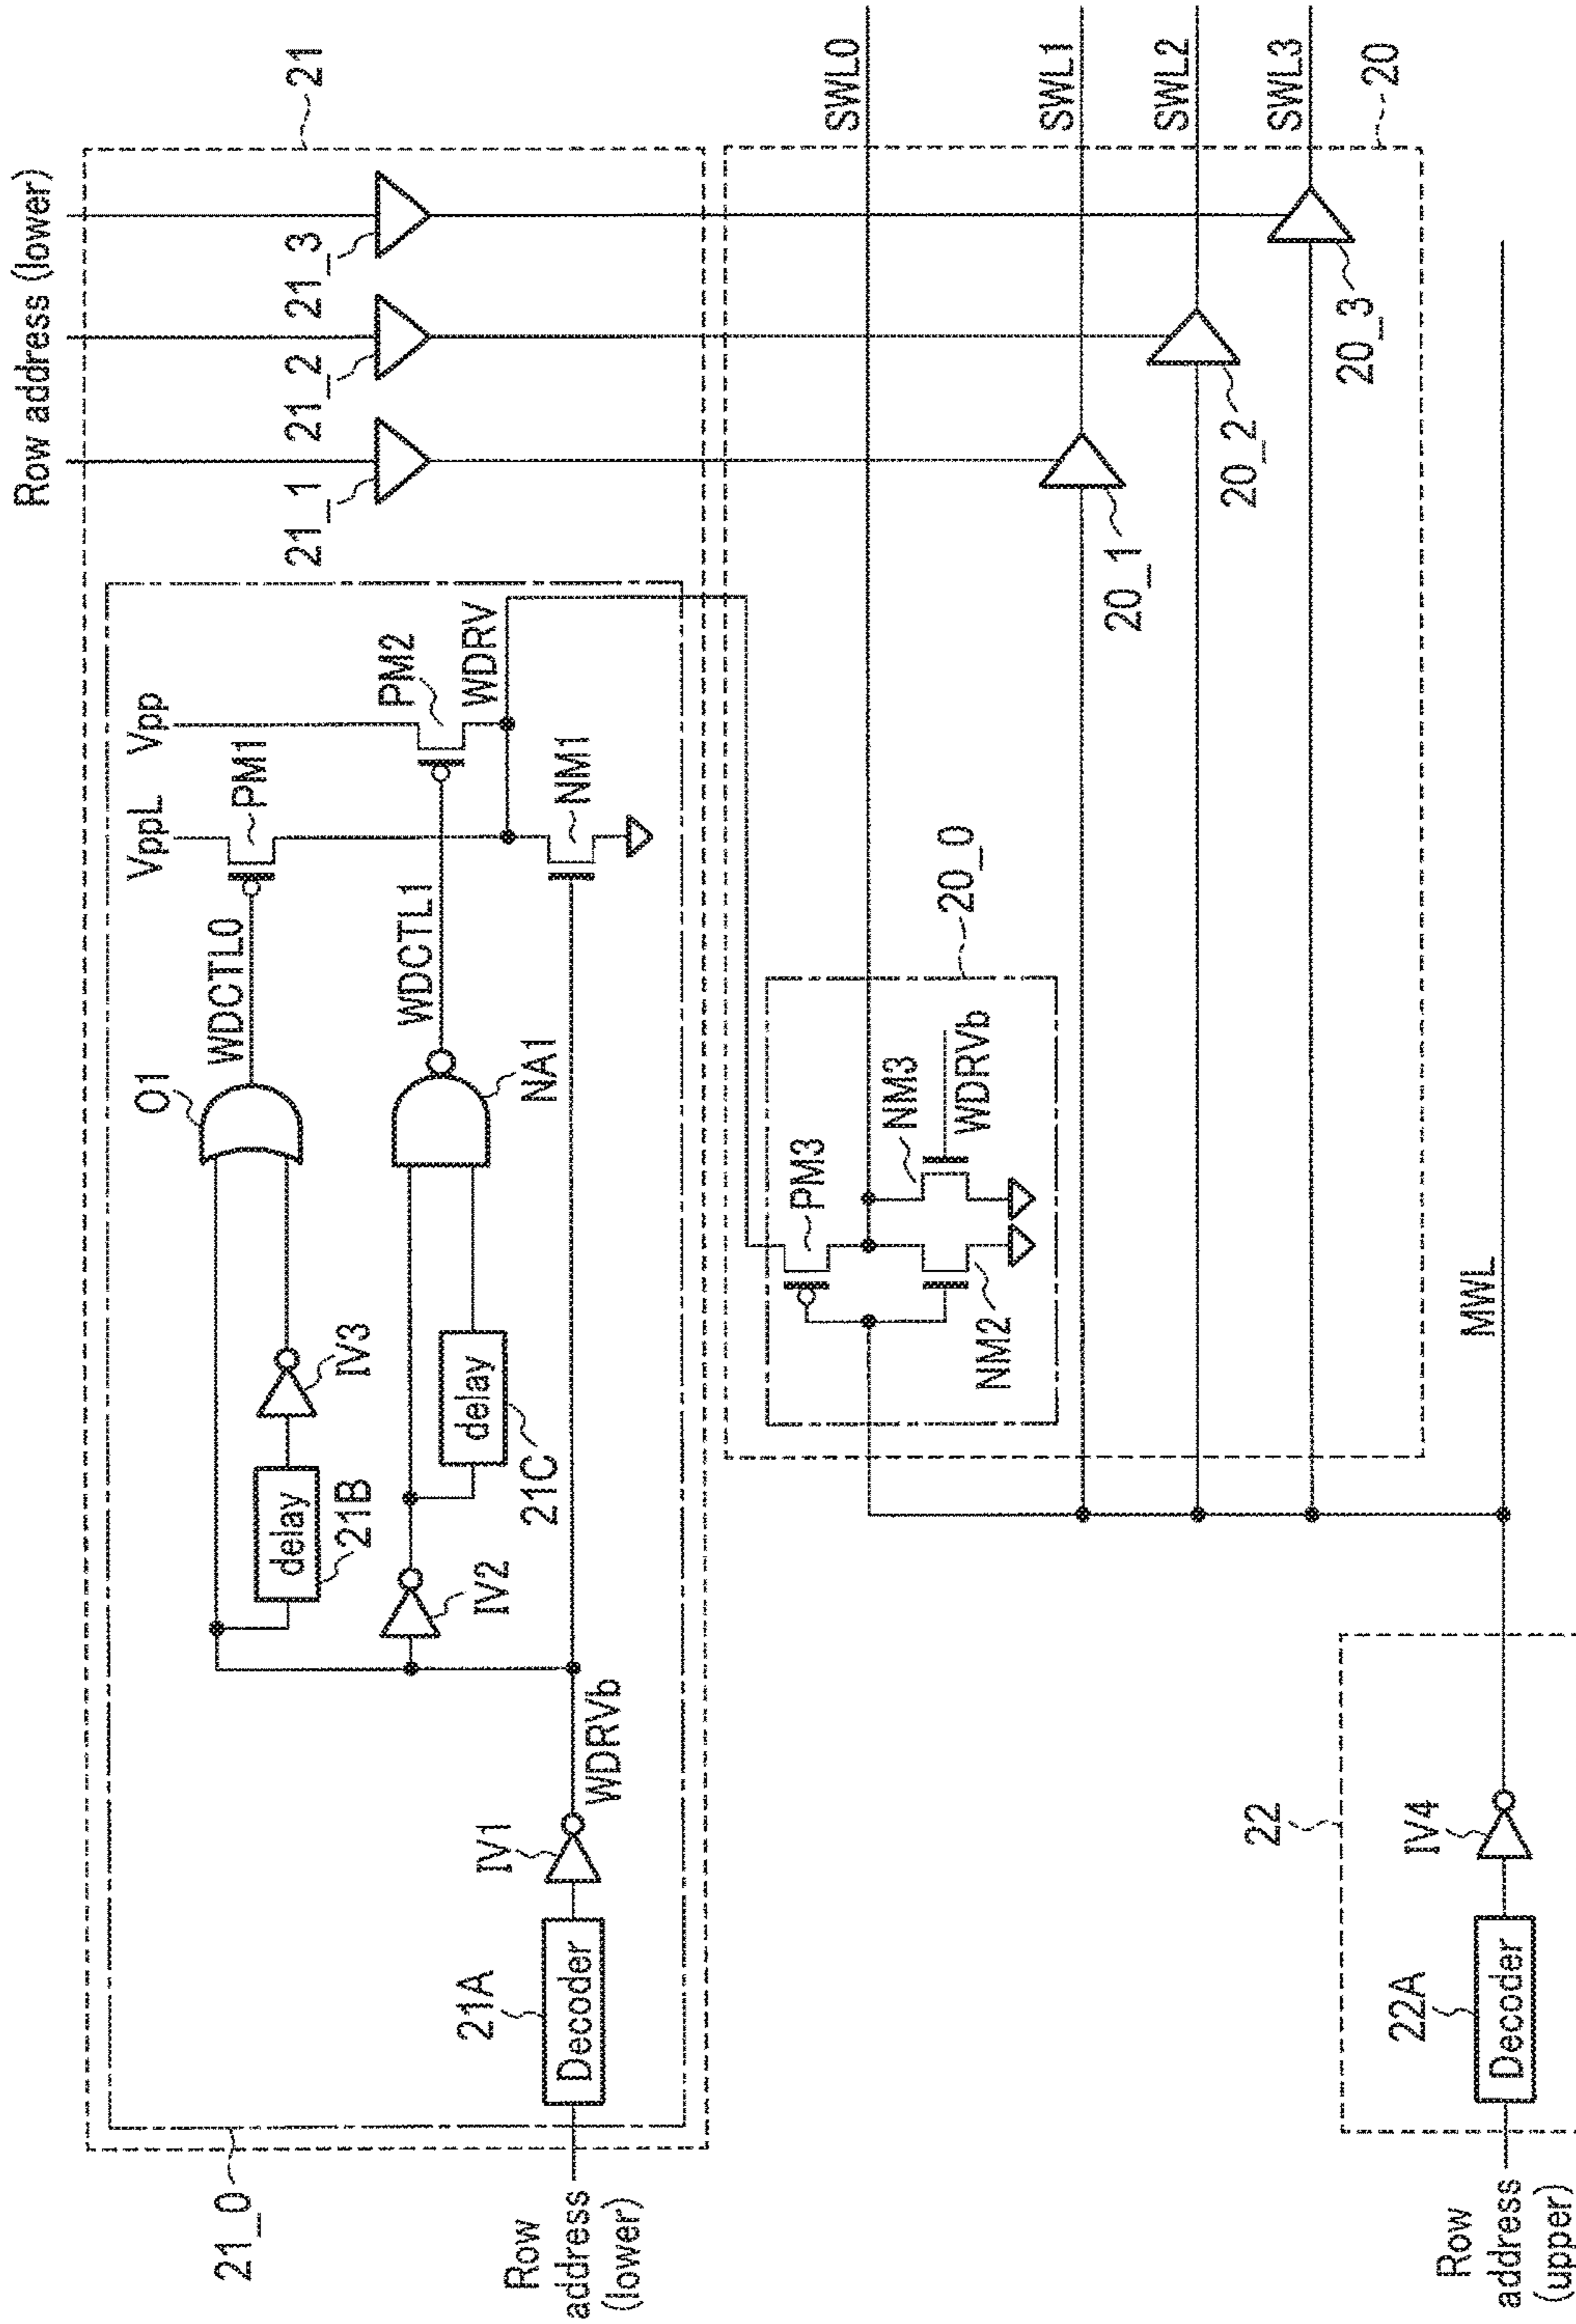 Row address (lower)
21
21_0
21_1
21_2
21_3
VppL
Vpp
PM1
PM2
O1
WDCTL0
WDCTL1
WDRV
NM1
NA1
delay
21B
IV3
delay
21C
IV2
IV1
WDRVb
21A
Decoder
Row
address
(lower)
SWL0
SWL1
SWL2
SWL3
20
20_0
PM3
NM3
WDRVb
NM2
20_1
20_2
20_3
MWL
22
IV4
22A
Decoder
Row
address
(upper)